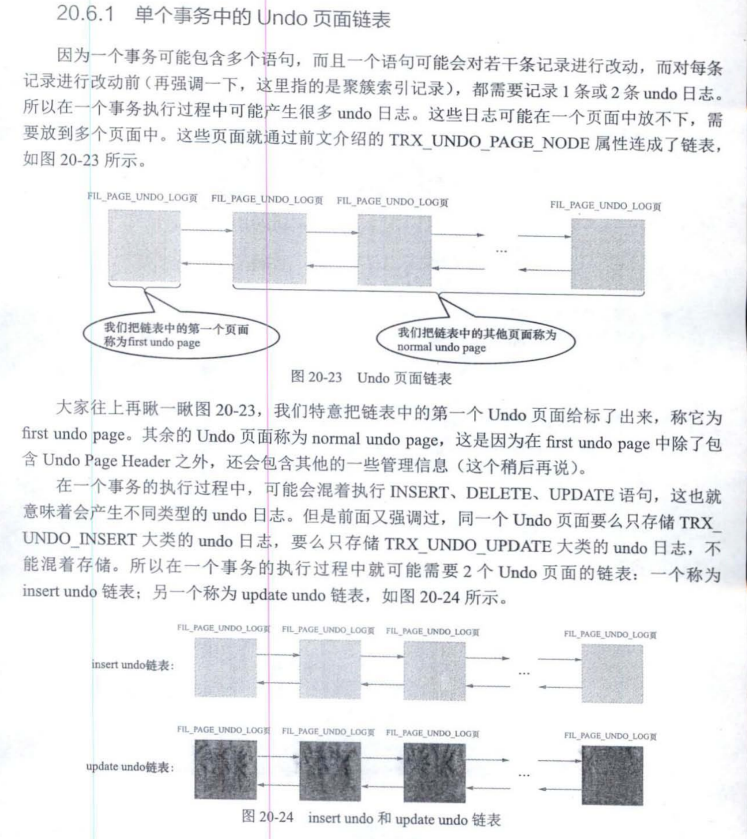 20.6.1 单个事务中的 Undo 页面链表
因为一个事务可能包含多个语句，而且一个语句可能会对若干条记录进行改动，而对每条
记录进行改动前（再强调一下，这里指的是聚簇索引记录），都需要记录 1 条或 2 条 undo 日志。
所以在一个事务执行过程中可能产生很多 undo 日志。这些日志可能在一个页面中放不下，需
要放到多个页面中。这些页面就通过前文介绍的 TRX_UNDO_PAGE_NODE 属性连成了链表，
如图 20-23 所示。
FIL_PAGE_UNDO_LOG页 FIL_PAGE_UNDO_LOG页 FIL_PAGE_UNDO_LOG页 FIL_PAGE_UNDO_LOG页
...
我们把链表中的第一个页面
称为first undo page
我们把链表中的其他页面称为
normal undo page
图 20-23 Undo 页面链表
大家往上再瞅一瞅图 20-23，我们特意把链表中的第一个 Undo 页面给标了出来，称它为
first undo page。其余的 Undo 页面称为 normal undo page，这是因为在 first undo page 中除了包
含 Undo Page Header 之外，还会包含其他的一些管理信息（这个稍后再说）。
在一个事务的执行过程中，可能会混着执行 INSERT、DELETE、UPDATE 语句，这也就
意味着会产生不同类型的 undo 日志。但是前面又强调过，同一个 Undo 页面要么只存储 TRX_
UNDO_INSERT 大类的 undo 日志，要么只存储 TRX_UNDO_UPDATE 大类的 undo 日志，不
能混着存储。所以在一个事务的执行过程中就可能需要 2 个 Undo 页面的链表：一个称为
insert undo 链表；另一个称为 update undo 链表，如图 20-24 所示。
FIL_PAGE_UNDO_LOG页 FIL_PAGE_UNDO_LOG页 FIL_PAGE_UNDO_LOG页 FIL_PAGE_UNDO_LOG页
insert undo链表：
...
FIL_PAGE_UNDO_LOG页 FIL_PAGE_UNDO_LOG页 FIL_PAGE_UNDO_LOG页 FIL_PAGE_UNDO_LOG页
update undo链表：
...
图 20-24 insert undo 和 update undo 链表